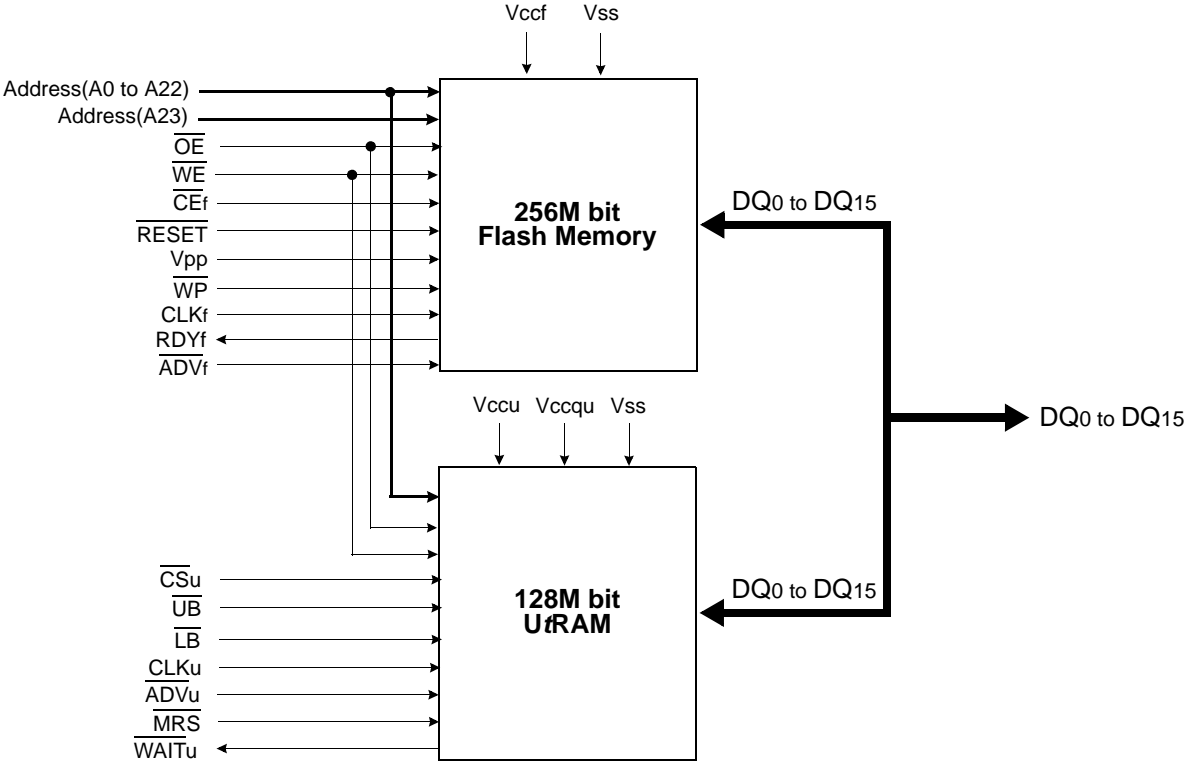 Vccf Vss
Address(A0 to A22)
Address(A23)
OE
WE
CEf
RESET
Vpp
WP
CLKf
RDYf
ADVf
256M bit
Flash Memory
DQ0 to DQ15
DQ0 to DQ15
Vccu Vccqu Vss
CSu
UB
LB
CLKu
ADVu
MRS
WAITu
128M bit
UtRAM
DQ0 to DQ15